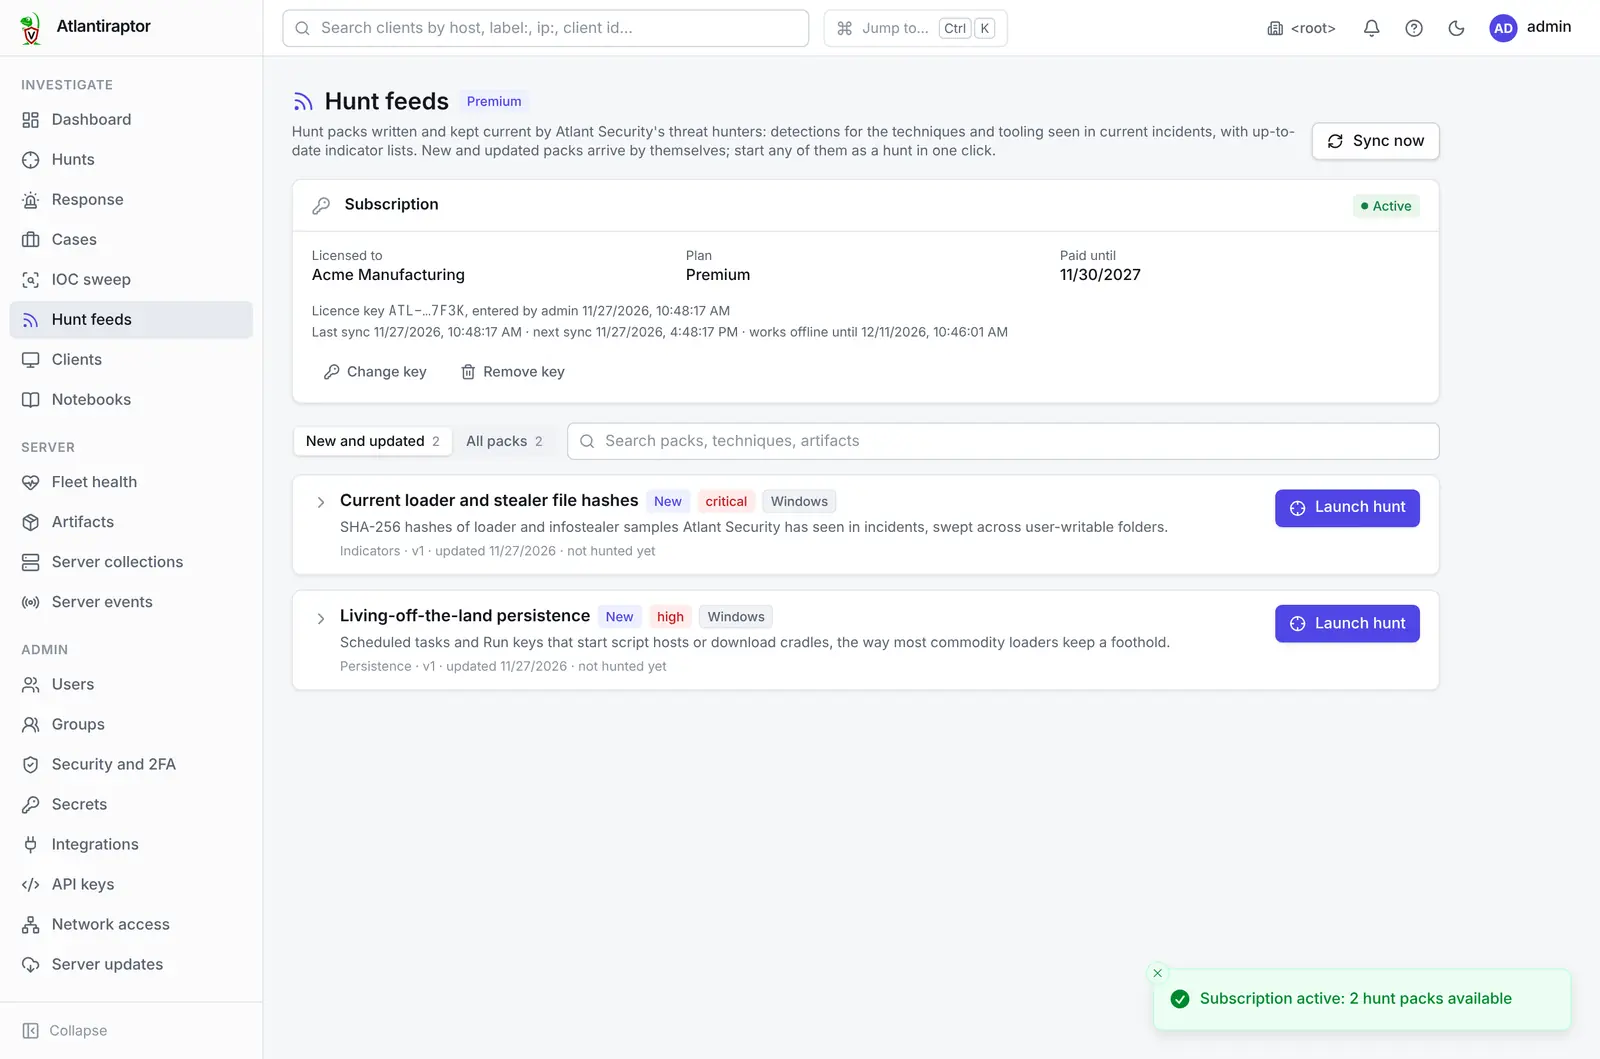 Atlantiraptor
Search clients by host, label:, ip:, client id...
Jump to... Ctrl K
<root>
AD admin
INVESTIGATE
Dashboard
Hunts
Response
Cases
IOC sweep
Hunt feeds
Clients
Notebooks
SERVER
Fleet health
Artifacts
Server collections
Server events
ADMIN
Users
Groups
Security and 2FA
Secrets
Integrations
API keys
Network access
Server updates
Collapse
Hunt feeds Premium
Hunt packs written and kept current by Atlant Security's threat hunters: detections for the techniques and tooling seen in current incidents, with up-to-
date indicator lists. New and updated packs arrive by themselves; start any of them as a hunt in one click.
Sync now
Subscription
Active
Licensed to
Acme Manufacturing
Plan
Premium
Paid until
11/30/2027
Licence key ATL-…7F3K, entered by admin 11/27/2026, 10:48:17 AM
Last sync 11/27/2026, 10:48:17 AM · next sync 11/27/2026, 4:48:17 PM · works offline until 12/11/2026, 10:46:01 AM
Change key
Remove key
New and updated 2
All packs 2
Search packs, techniques, artifacts
Current loader and stealer file hashes New critical Windows
SHA-256 hashes of loader and infostealer samples Atlant Security has seen in incidents, swept across user-writable folders.
Indicators · v1 · updated 11/27/2026 · not hunted yet
Launch hunt
Living-off-the-land persistence New high Windows
Scheduled tasks and Run keys that start script hosts or download cradles, the way most commodity loaders keep a foothold.
Persistence · v1 · updated 11/27/2026 · not hunted yet
Launch hunt
Subscription active: 2 hunt packs available